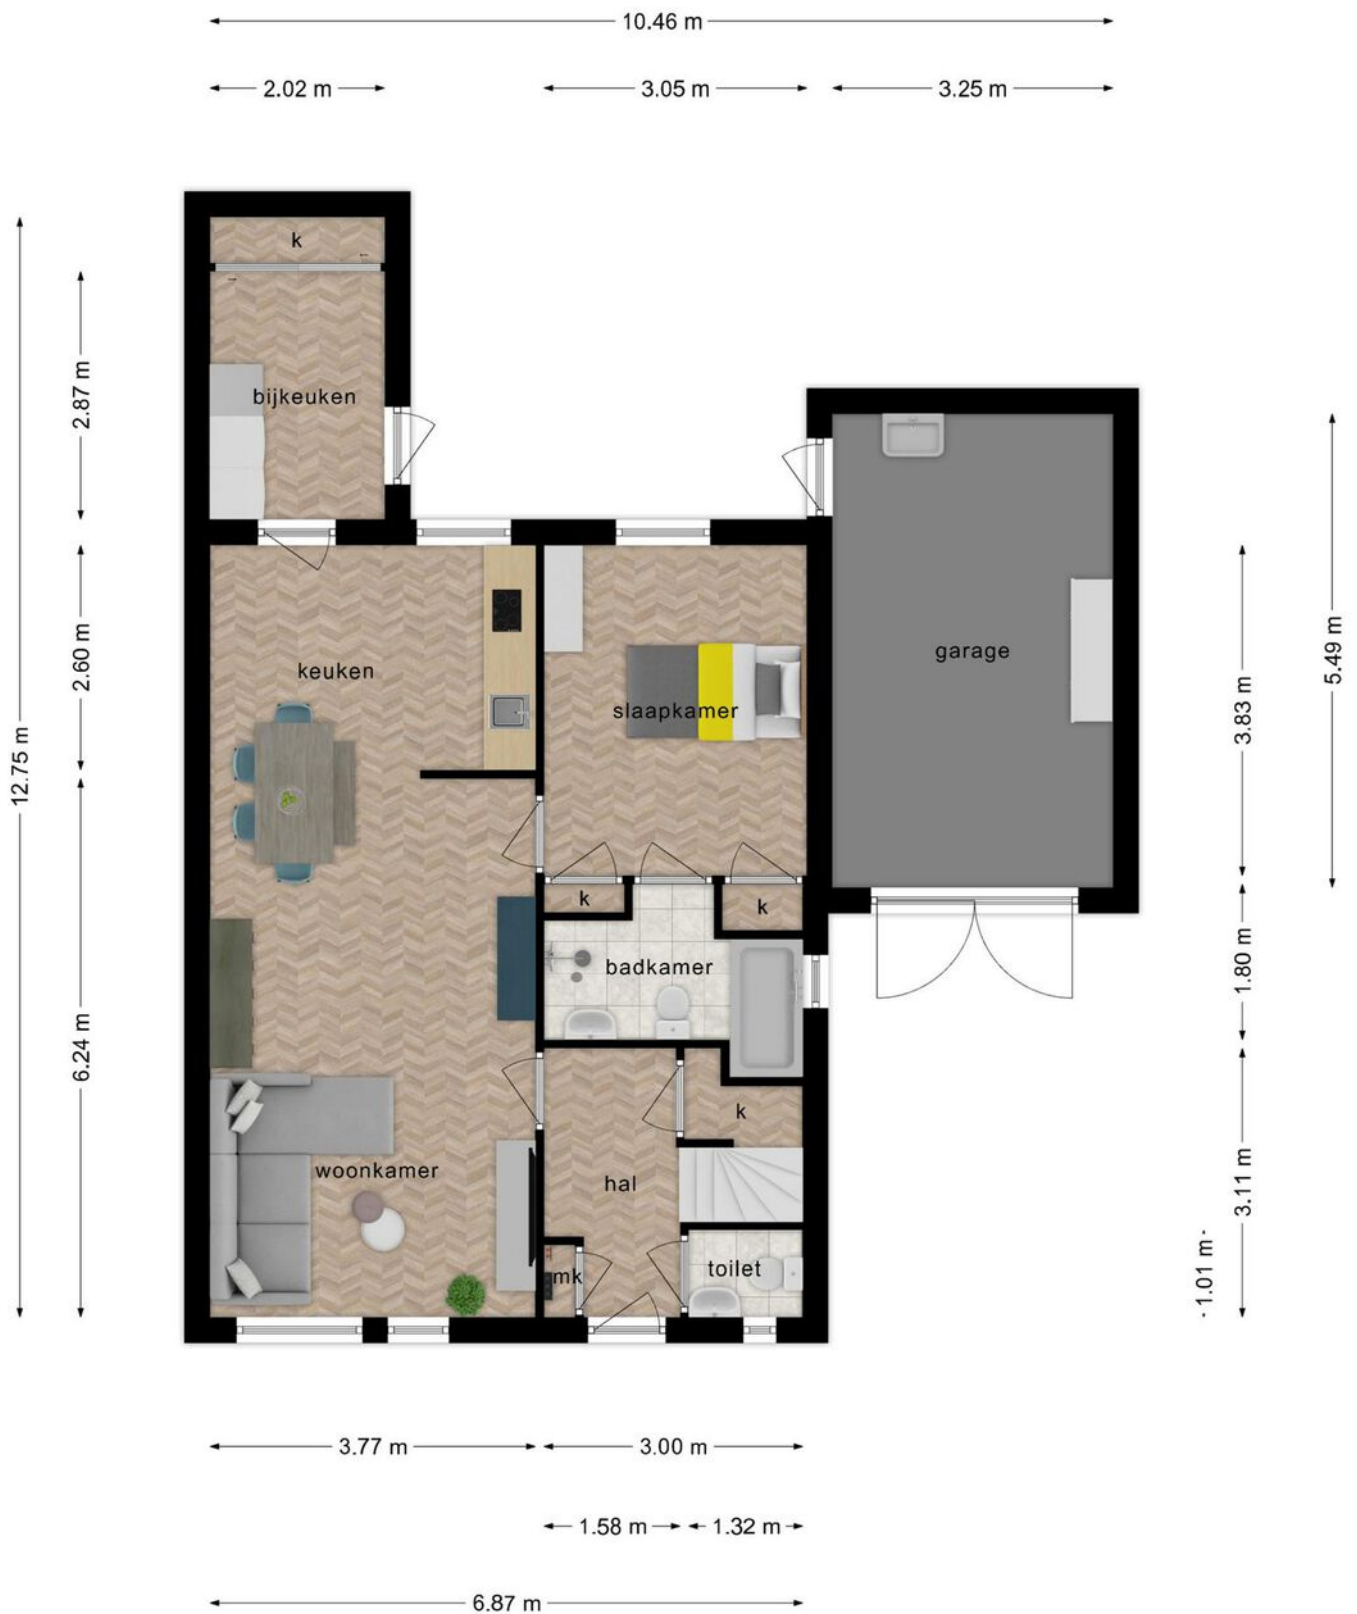 10.46 m
2.02 m
3.05 m
3.25 m
k
bijkeuken
2.87 m
12.75 m
2.60 m
6.24 m
keuken
slaapkamer
garage
3.83 m
5.49 m
k
k
badkamer
1.80 m
k
woonkamer
hal
3.11 m
1.01 m
mk
toilet
3.77 m
3.00 m
1.58 m
1.32 m
6.87 m